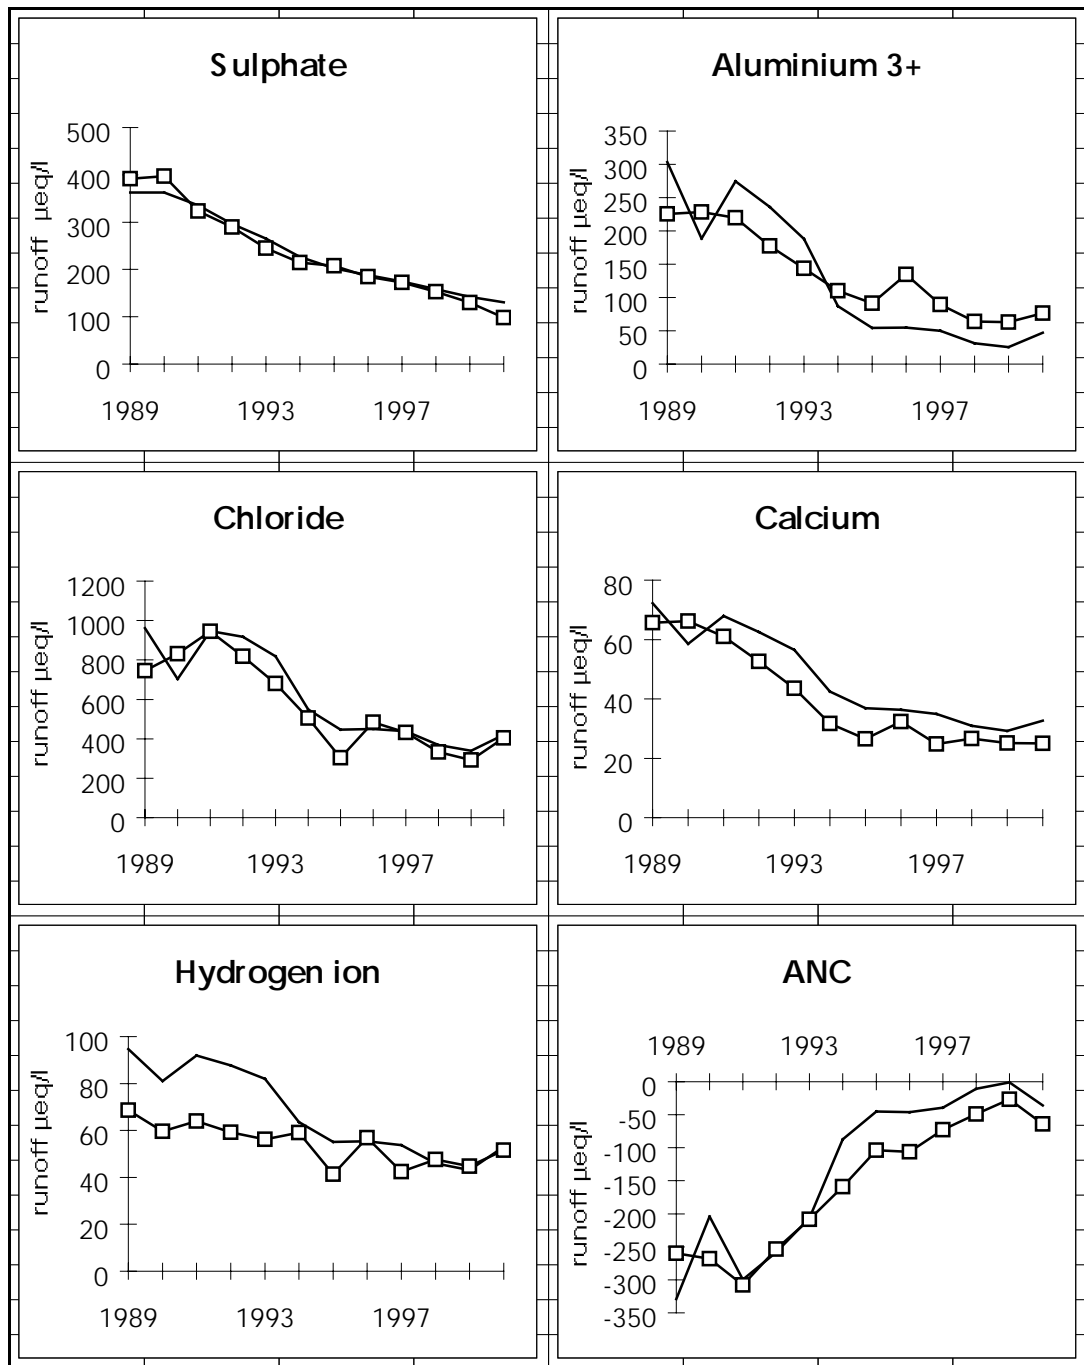 Sulphate
runoff µeq/l
500
400
300
200
100
0
1989 1993 1997
Aluminium 3+
runoff µeq/l
350
300
250
200
150
100
50
0
1989 1993 1997
Chloride
runoff µeq/l
1200
1000
800
600
400
200
0
1989 1993 1997
Calcium
runoff µeq/l
80
60
40
20
0
1989 1993 1997
Hydrogen ion
runoff µeq/l
100
80
60
40
20
0
1989 1993 1997
ANC
1989 1993 1997
runoff µeq/l
0
-50
-100
-150
-200
-250
-300
-350